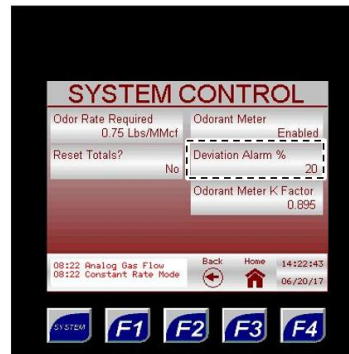 SYSTEM CONTROL
Odor Rate Required
0.75 Lbs/MMcf
Odorant Meter
Enabled
Reset Totals?
No
Deviation Alarm %
20
Odorant Meter K Factor
0.895
08:22 Analog Gas Flow
08:22 Constant Rate Mode
Back
Home
14:22:43
06/20/17
SYSTEM
F1
F2
F3
F4